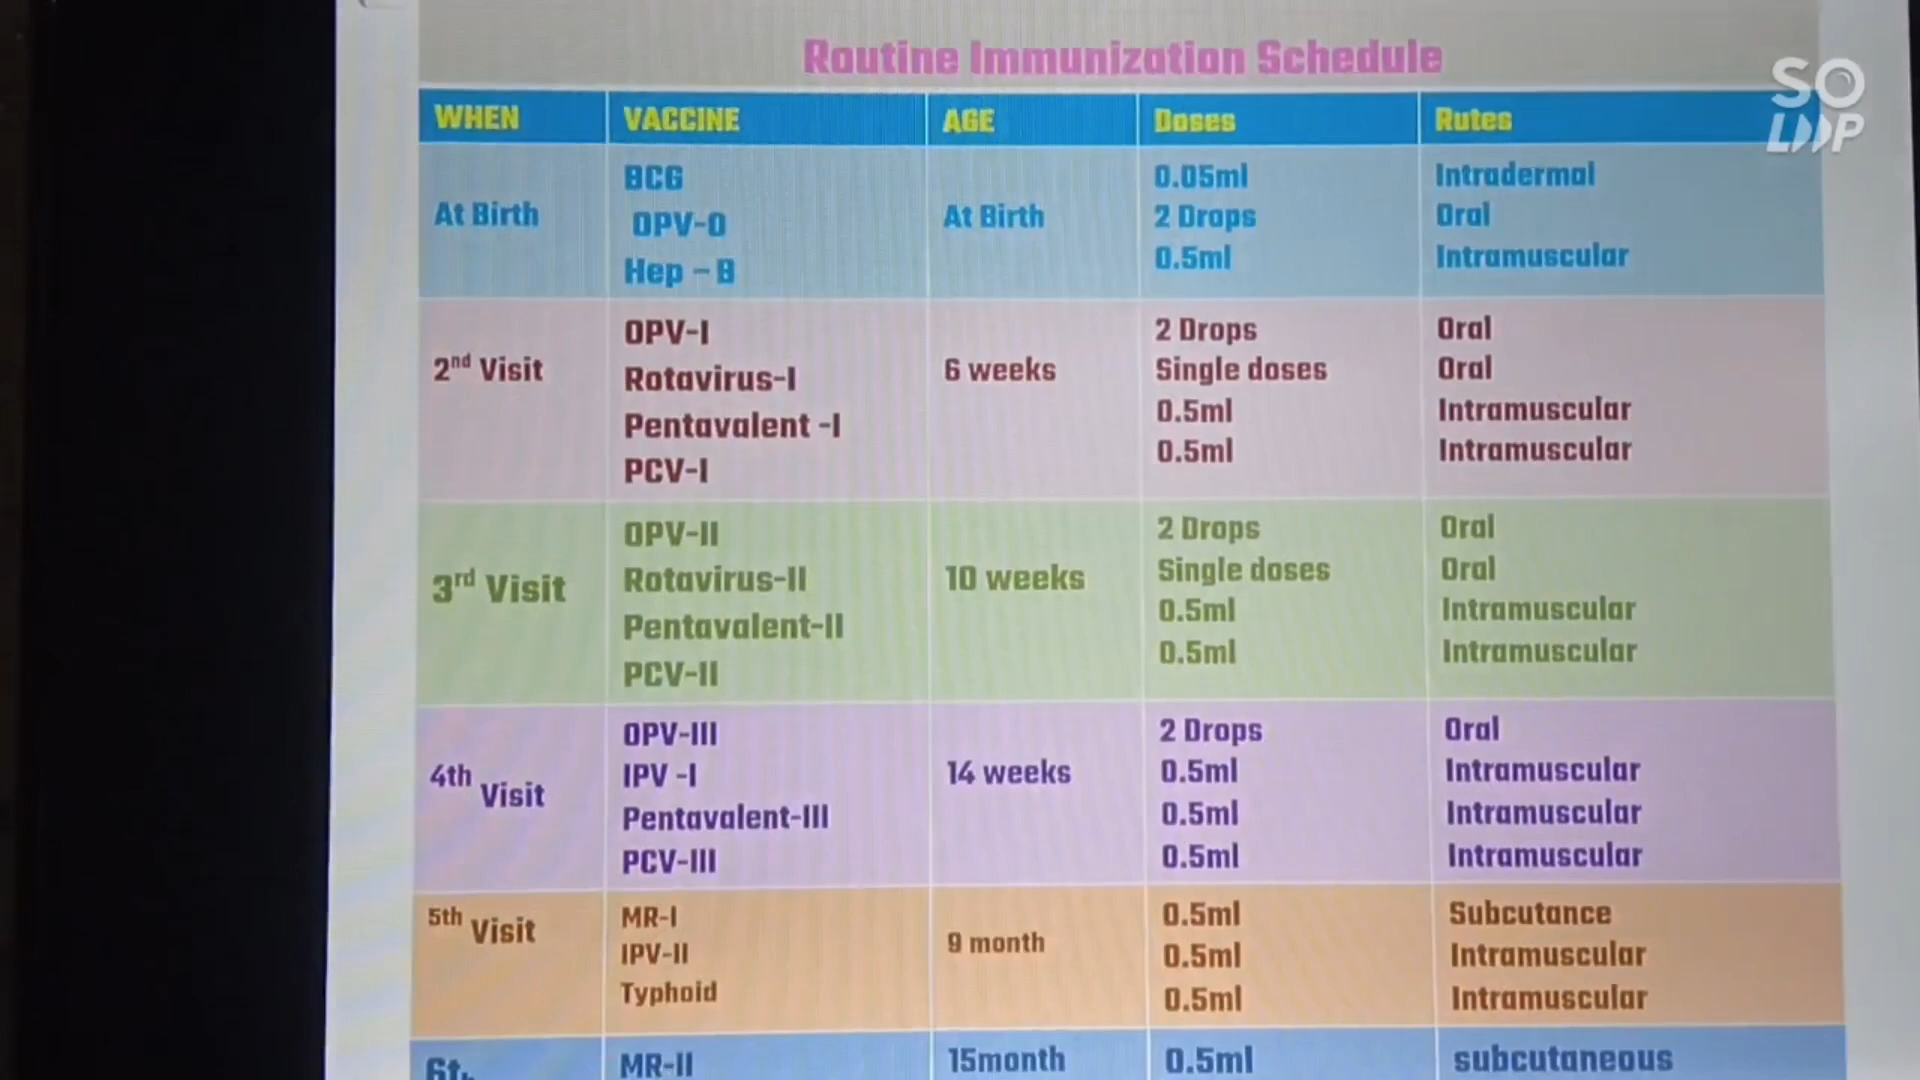 Routine Immunization Schedule
SO
LOOP
WHEN VACCINE AGE Doses Rutes
At Birth
BCG
OPV-0
Hep – B
At Birth
0.05ml
2 Drops
0.5ml
Intradermal
Oral
Intramuscular
2nd Visit
OPV-I
Rotavirus-I
Pentavalent -I
PCV-I
6 weeks
2 Drops
Single doses
0.5ml
0.5ml
Oral
Oral
Intramuscular
Intramuscular
3rd Visit
OPV-II
Rotavirus-II
Pentavalent-II
PCV-II
10 weeks
2 Drops
Single doses
0.5ml
0.5ml
Oral
Oral
Intramuscular
Intramuscular
4th Visit
OPV-III
IPV -I
Pentavalent-III
PCV-III
14 weeks
2 Drops
0.5ml
0.5ml
0.5ml
Oral
Intramuscular
Intramuscular
Intramuscular
5th Visit
MR-I
IPV-II
Typhoid
9 month
0.5ml
0.5ml
0.5ml
Subcutance
Intramuscular
Intramuscular
MR-II
15month
0.5ml
subcutaneous